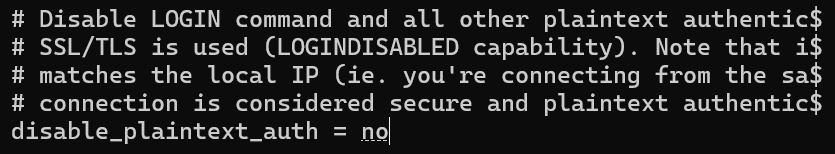 # Disable LOGIN command and all other plaintext authentic$
# SSL/TLS is used (LOGINDISABLED capability). Note that i$
# matches the local IP (ie. you're connecting from the sa$
# connection is considered secure and plaintext authentic$
disable_plaintext_auth = no